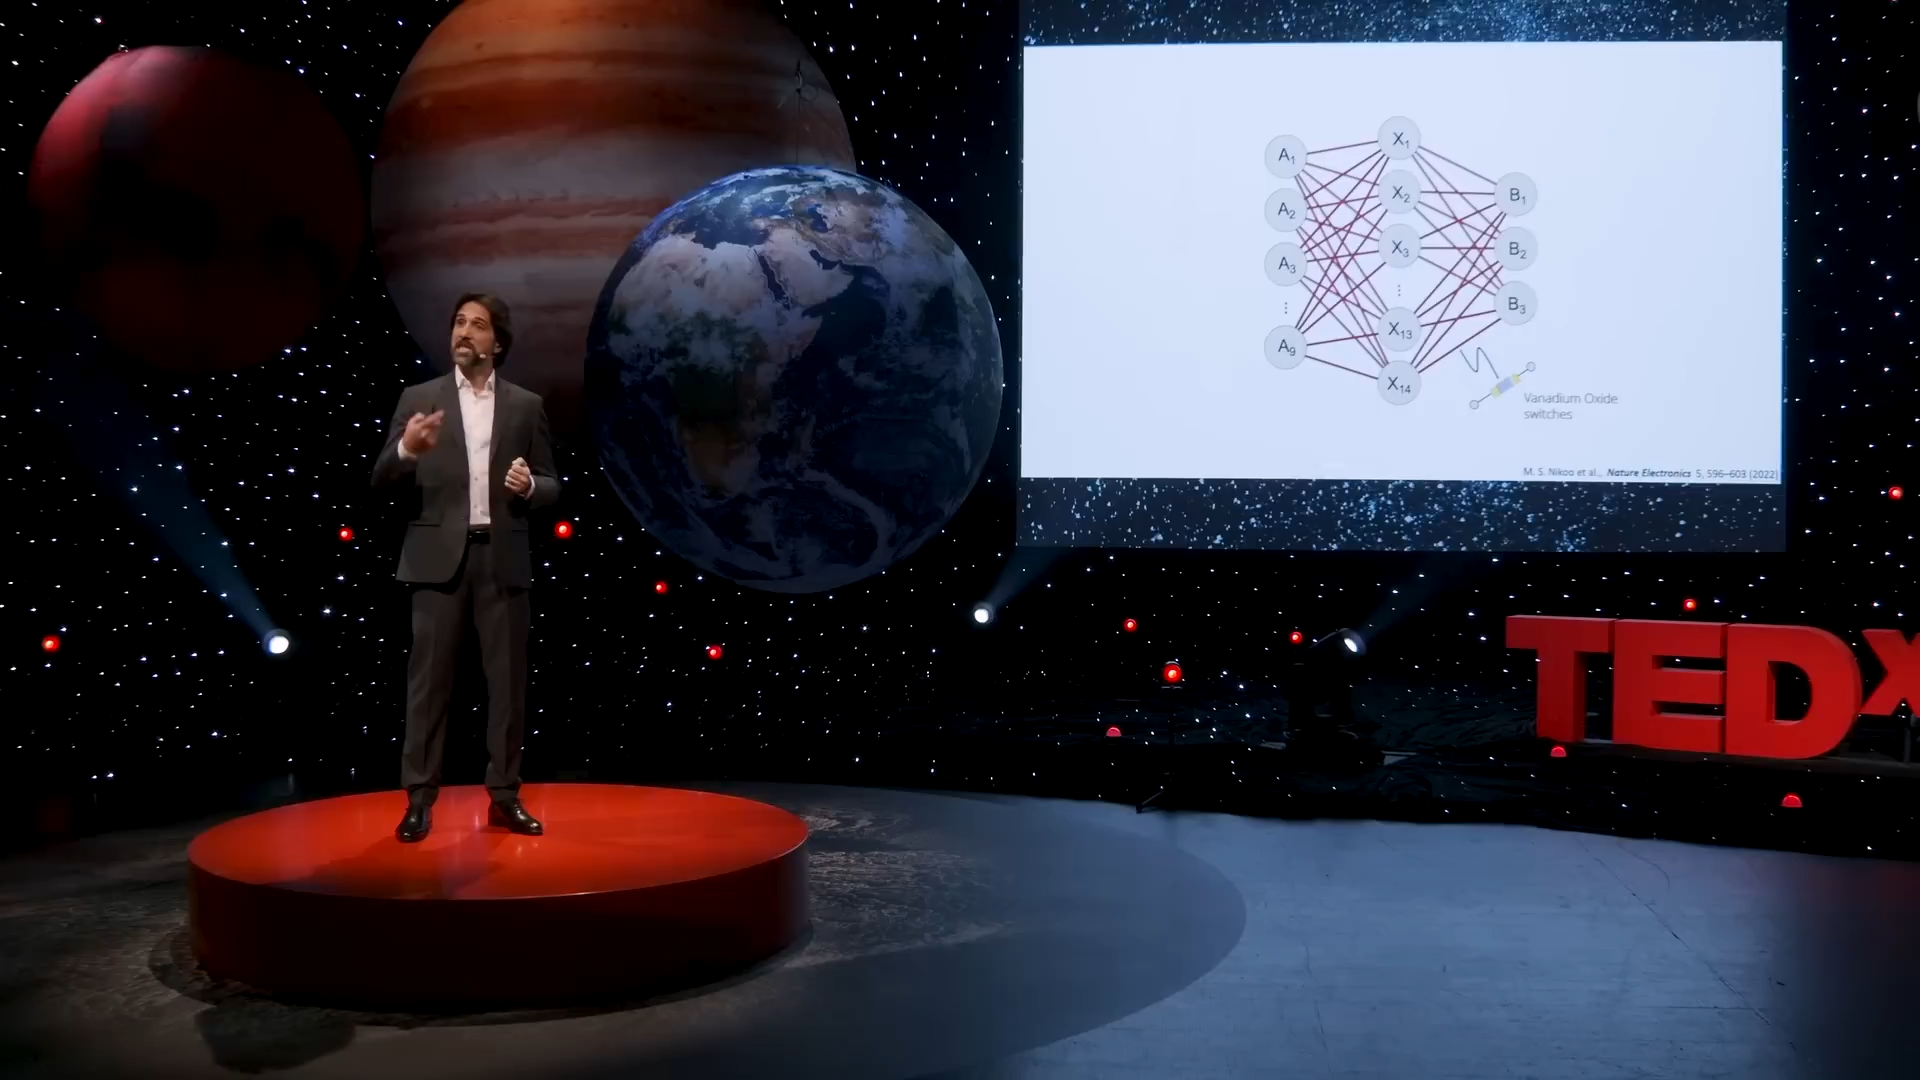 A1
A2
A3
⋮
A9
X1
X2
X3
⋮
X13
X14
B1
B2
B3
Vanadium Oxide
switches
M. S. Nikoo et al., Nature Electronics 5, 596–603 (2022)
TEDx